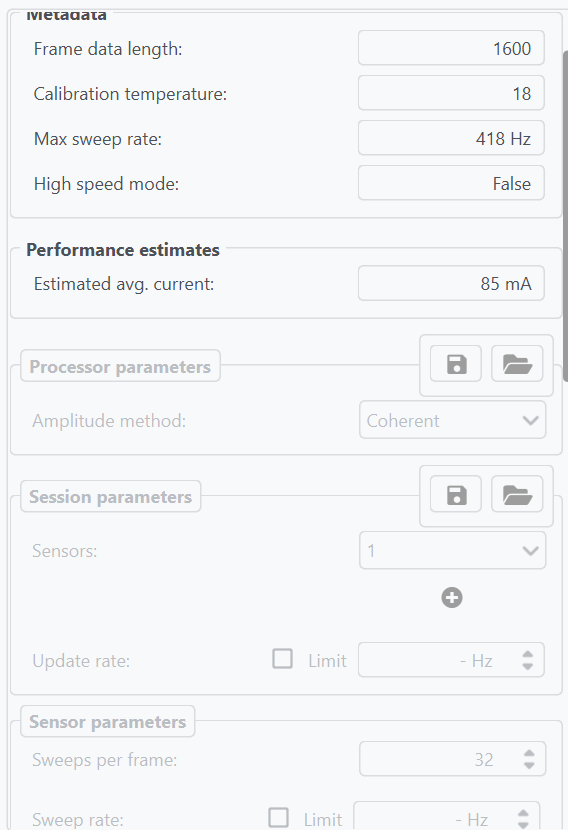 Metadata
Frame data length: 1600
Calibration temperature: 18
Max sweep rate: 418 Hz
High speed mode: False
Performance estimates
Estimated avg. current: 85 mA
Processor parameters
Amplitude method: Coherent
Session parameters
Sensors: 1
Update rate: Limit - Hz
Sensor parameters
Sweeps per frame: 32
Sweep rate: Limit - Hz